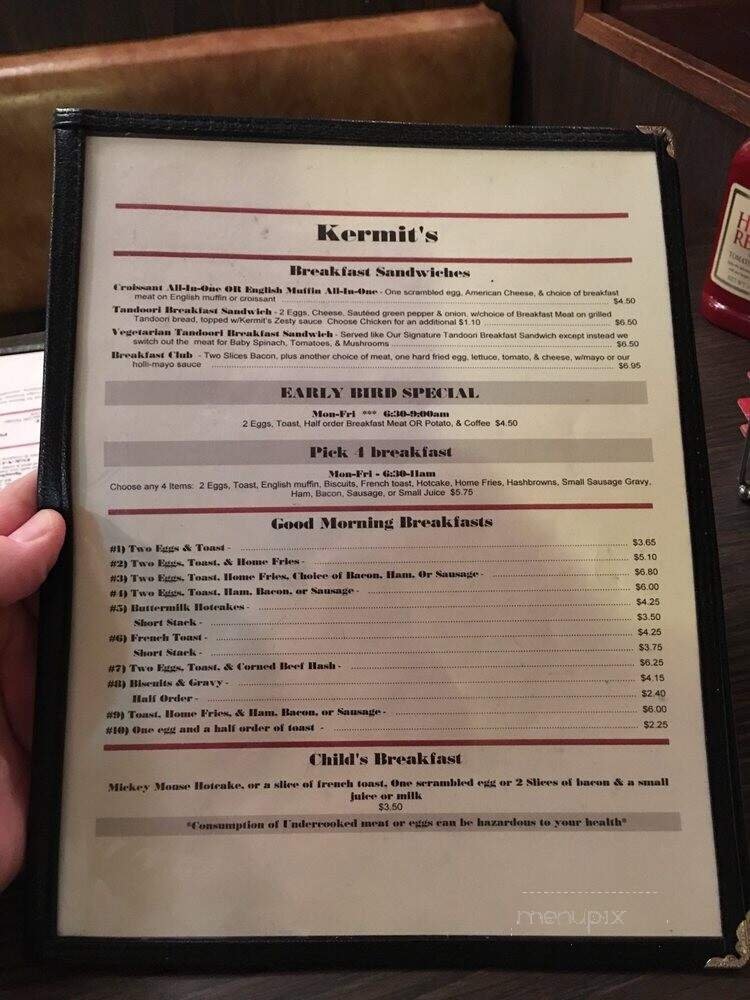 Kermit's
Breakfast Sandwiches
Croissant All-In-One OR English Muffin All-In-One - One scrambled egg, American Cheese, & choice of breakfast
meat on English muffin or croissant $4.50
Tandoori Breakfast Sandwich - 2 Eggs, Cheese, Sautéed green pepper & onion, w/choice of Breakfast Meat on grilled
Tandoori bread, topped w/Kermit's Zesty sauce Choose Chicken for an additional $1.10 $6.50
Vegetarian Tandoori Breakfast Sandwich - Served like Our Signature Tandoori Breakfast Sandwich except instead we
switch out the meat for Baby Spinach, Tomatoes, & Mushrooms $6.50
Breakfast Club - Two Slices Bacon, plus another choice of meat, one hard fried egg, lettuce, tomato, & cheese, w/mayo or our
holli-mayo sauce $6.95
EARLY BIRD SPECIAL
Mon-Fri *** 6:30-9:00am
2 Eggs, Toast, Half order Breakfast Meat OR Potato, & Coffee $4.50
Pick 4 breakfast
Mon-Fri - 6:30-11am
Choose any 4 Items: 2 Eggs, Toast, English muffin, Biscuits, French toast, Hotcake, Home Fries, Hashbrowns, Small Sausage Gravy,
Ham, Bacon, Sausage, or Small Juice $5.75
Good Morning Breakfasts
#1) Two Eggs & Toast - $3.65
#2) Two Eggs, Toast, & Home Fries - $5.10
#3) Two Eggs, Toast, Home Fries, Choice of Bacon, Ham, Or Sausage - $6.80
#4) Two Eggs, Toast, Ham, Bacon, or Sausage - $6.00
#5) Buttermilk Hotcakes - $4.25
Short Stack - $3.50
#6) French Toast - $4.25
Short Stack - $3.75
#7) Two Eggs, Toast, & Corned Beef Hash - $6.25
#8) Biscuits & Gravy - $4.15
Half Order - $2.40
#9) Toast, Home Fries, & Ham, Bacon, or Sausage - $6.00
#10) One egg and a half order of toast - $2.25
Child's Breakfast
Mickey Mouse Hotcake, or a slice of french toast, One scrambled egg or 2 Slices of bacon & a small
juice or milk
$3.50
*Consumption of Undercooked meat or eggs can be hazardous to your health*
menupix